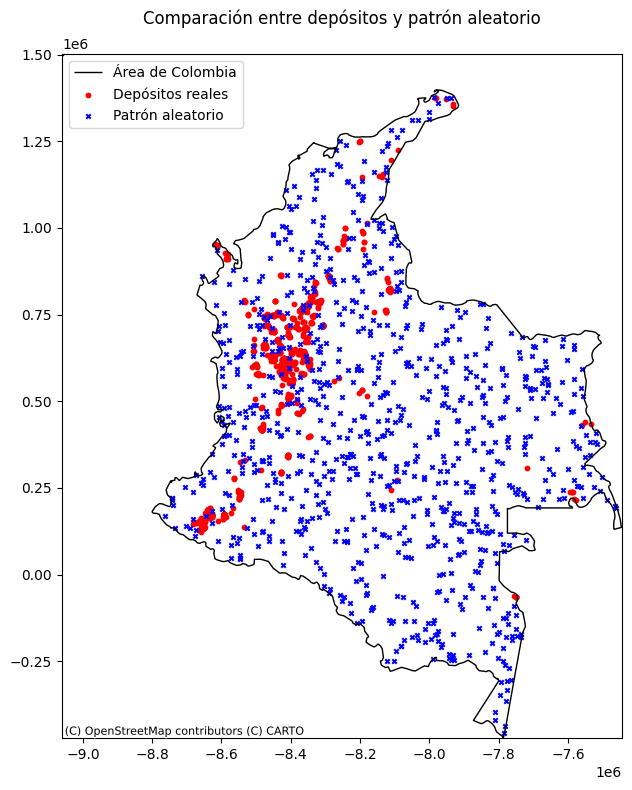 Comparación entre depósitos y patrón aleatorio
1e6
1.50
1.25
1.00
0.75
0.50
0.25
0.00
−0.25
Área de Colombia
Depósitos reales
Patrón aleatorio
(C) OpenStreetMap contributors (C) CARTO
−9.0 −8.8 −8.6 −8.4 −8.2 −8.0 −7.8 −7.6
1e6